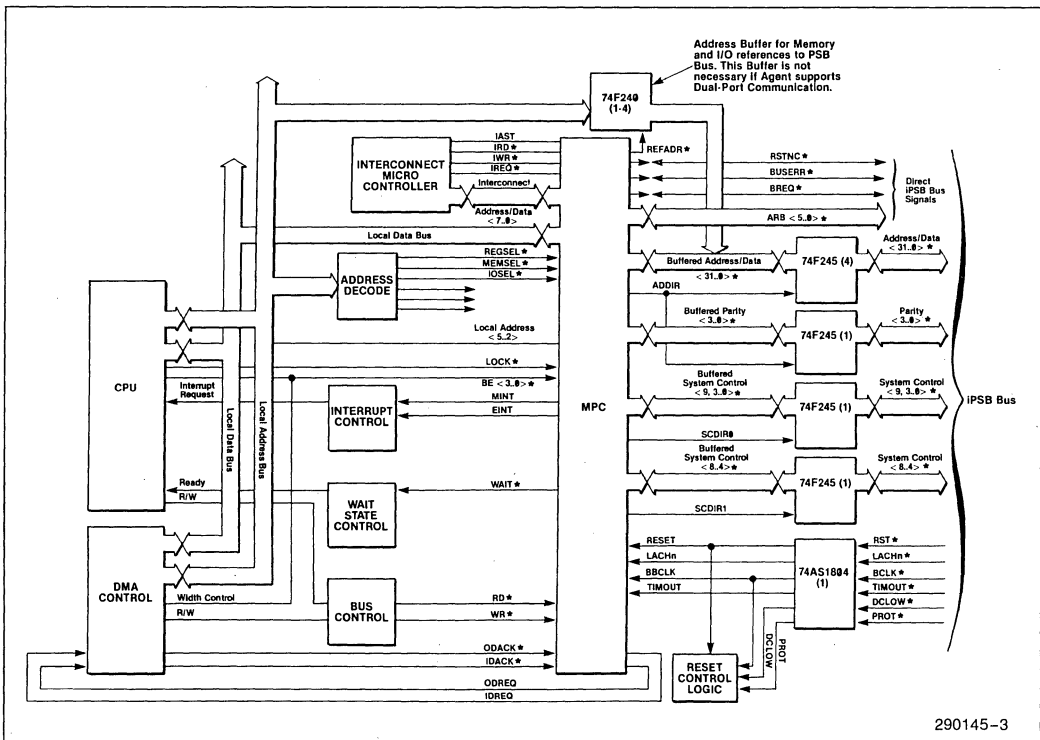 Address Buffer for Memory
and I/O references to PSB
Bus. This Buffer is not
necessary if Agent supports
Dual-Port Communication.
74F240
(1-4)
INTERCONNECT
MICRO
CONTROLLER
IAST
IRD*
IWR*
IREQ*
Interconnect
Address/Data
<7..0>
Local Data Bus
REFADR*
RSTNC*
BUSERR*
BREQ*
ARB <5..0>*
Direct
iPSB Bus
Signals
ADDRESS
DECODE
REGSEL*
MEMSEL*
IOSEL*
Local Address
<5..2>
Buffered Address/Data
<31..0>*
74F245 (4)
Address/Data
<31..0>*
ADDIR
Buffered Parity
<3..0>*
74F245 (1)
Parity
<3..0>*
CPU
LOCK*
BE <3..0>*
Interrupt
Request
INTERRUPT
CONTROL
MINT
EINT
MPC
Buffered
System Control
<9, 3..0>*
74F245 (1)
System Control
<9, 3..0>*
iPSB Bus
SCDIR0
Buffered
System Control
<8..4>*
74F245 (1)
System Control
<8..4>*
SCDIR1
Local Data Bus
Local Address Bus
Ready
R/W
WAIT
STATE
CONTROL
WAIT*
RESET
LACHn
BBCLK
TIMOUT
74AS1804
(1)
RST*
LACHn*
BCLK*
TIMOUT*
DCLOW*
PROT*
DMA
CONTROL
Width Control
R/W
BUS
CONTROL
RD*
WR*
ODACK*
IDACK*
ODREQ
IDREQ
DCLOW
PROT
RESET
CONTROL
LOGIC
290145-3